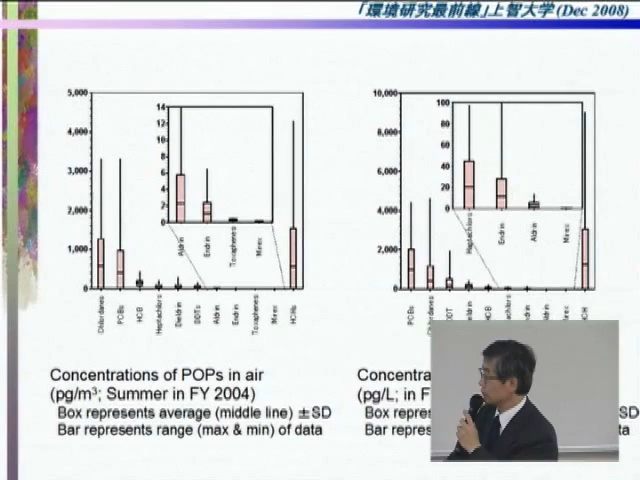 「環境研究最前線」上智大学 (Dec 2008)
5,000
4,000
3,000
2,000
1,000
0
14
12
10
8
6
4
2
0
Aldrin
Endrin
Toxaphenes
Mirex
Chlordanes
PCBs
HCB
Heptachlors
Dieldrin
DDTs
Aldrin
Endrin
Toxaphenes
Mirex
HCHs
10,000
8,000
6,000
4,000
2,000
0
100
80
60
40
20
0
Heptachlors
Endrin
Aldrin
Mirex
PCBs
Chlordanes
DDT
Dieldrin
HCB
Concentrations of POPs in air
(pg/m³; Summer in FY 2004)
Box represents average (middle line) ±SD
Bar represents range (max & min) of data
Concentra
(pg/L; in F
Box repre
Bar repres
SD
ta